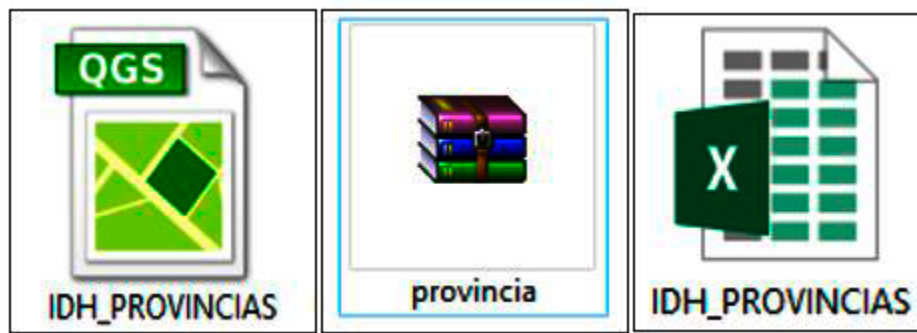 QGS
IDH_PROVINCIAS
provincia
X
IDH_PROVINCIAS